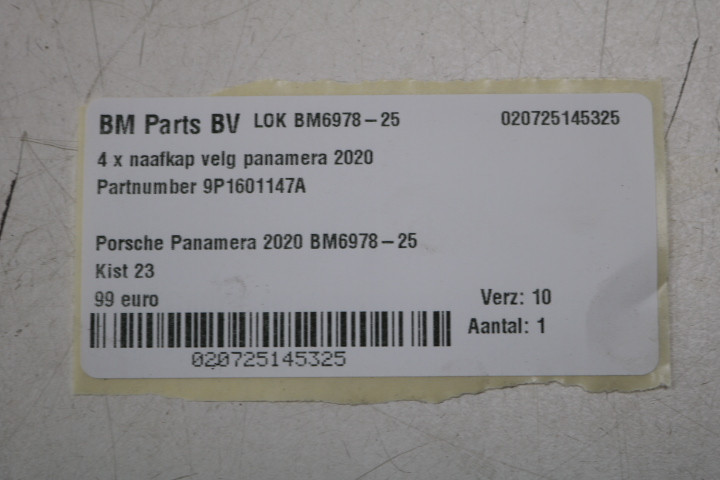 BM Parts BV LOK BM6978-25 020725145325
4 x naafkap velg panamera 2020
Partnumber 9P1601147A
Porsche Panamera 2020 BM6978-25
Kist 23
99 euro Verz: 10
Aantal: 1
020725145325